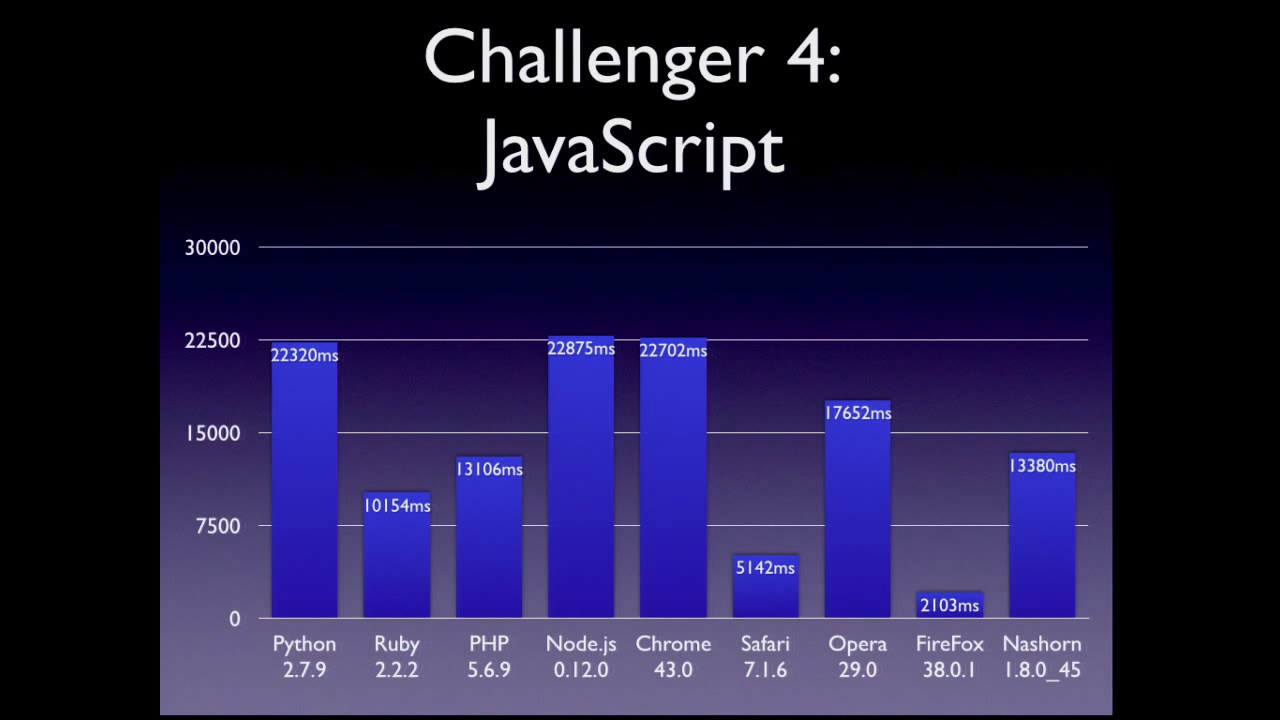 Challenger 4:
JavaScript
30000
22500
15000
7500
0
22320ms
10154ms
13106ms
22875ms
22702ms
5142ms
17652ms
2103ms
13380ms
Python
2.7.9
Ruby
2.2.2
PHP
5.6.9
Node.js
0.12.0
Chrome
43.0
Safari
7.1.6
Opera
29.0
FireFox
38.0.1
Nashorn
1.8.0_45